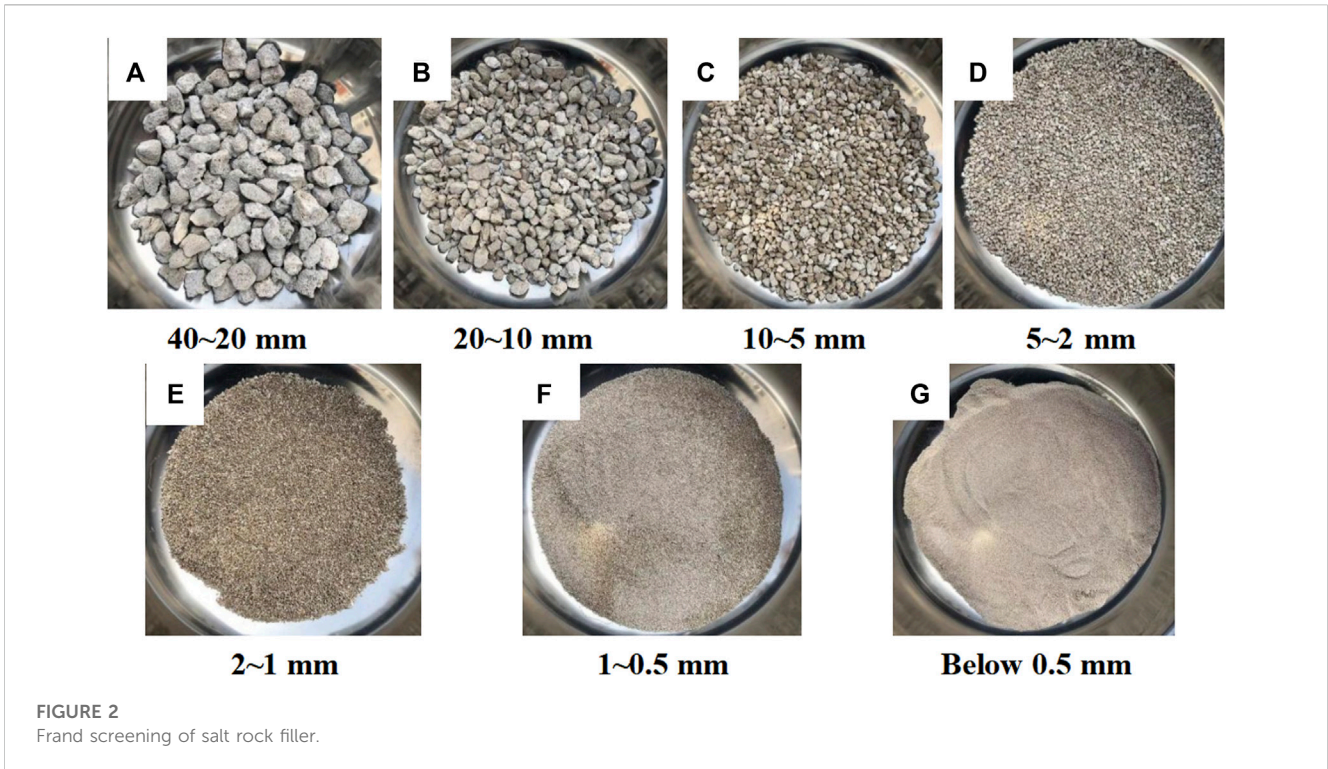 A
B
C
D
40~20 mm
20~10 mm
10~5 mm
5~2 mm
E
F
G
2~1 mm
1~0.5 mm
Below 0.5 mm
FIGURE 2
Frand screening of salt rock filler.